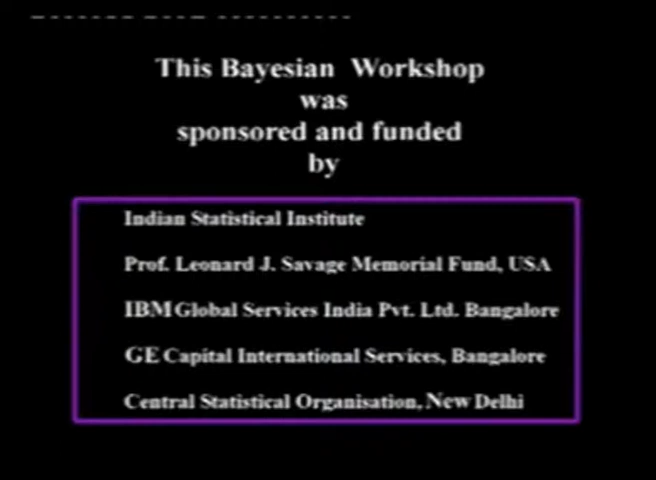 This Bayesian Workshop
was
sponsored and funded
by
Indian Statistical Institute
Prof. Leonard J. Savage Memorial Fund, USA
IBM Global Services India Pvt. Ltd. Bangalore
GE Capital International Services, Bangalore
Central Statistical Organisation, New Delhi